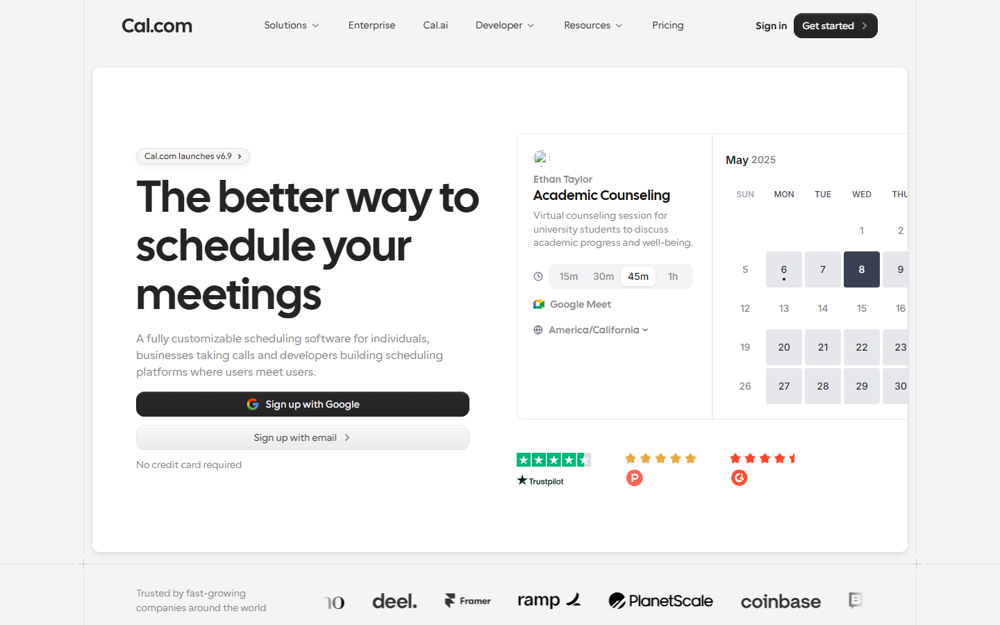 Cal.com
Solutions
Enterprise
Cal.ai
Developer
Resources
Pricing
Sign in
Get started
Cal.com launches v6.9
The better way to
schedule your
meetings
A fully customizable scheduling software for individuals,
businesses taking calls and developers building scheduling
platforms where users meet users.
Sign up with Google
Sign up with email
No credit card required
Ethan Taylor
Academic Counseling
Virtual counseling session for
university students to discuss
academic progress and well-being.
15m 30m 45m 1h
Google Meet
America/California
May 2025
SUN MON TUE WED THU
1 2
5 6 7 8 9
12 13 14 15 16
19 20 21 22 23
26 27 28 29 30
Trustpilot
P
G2
Trusted by fast-growing
companies around the world
deel.
Framer
ramp
PlanetScale
coinbase
B